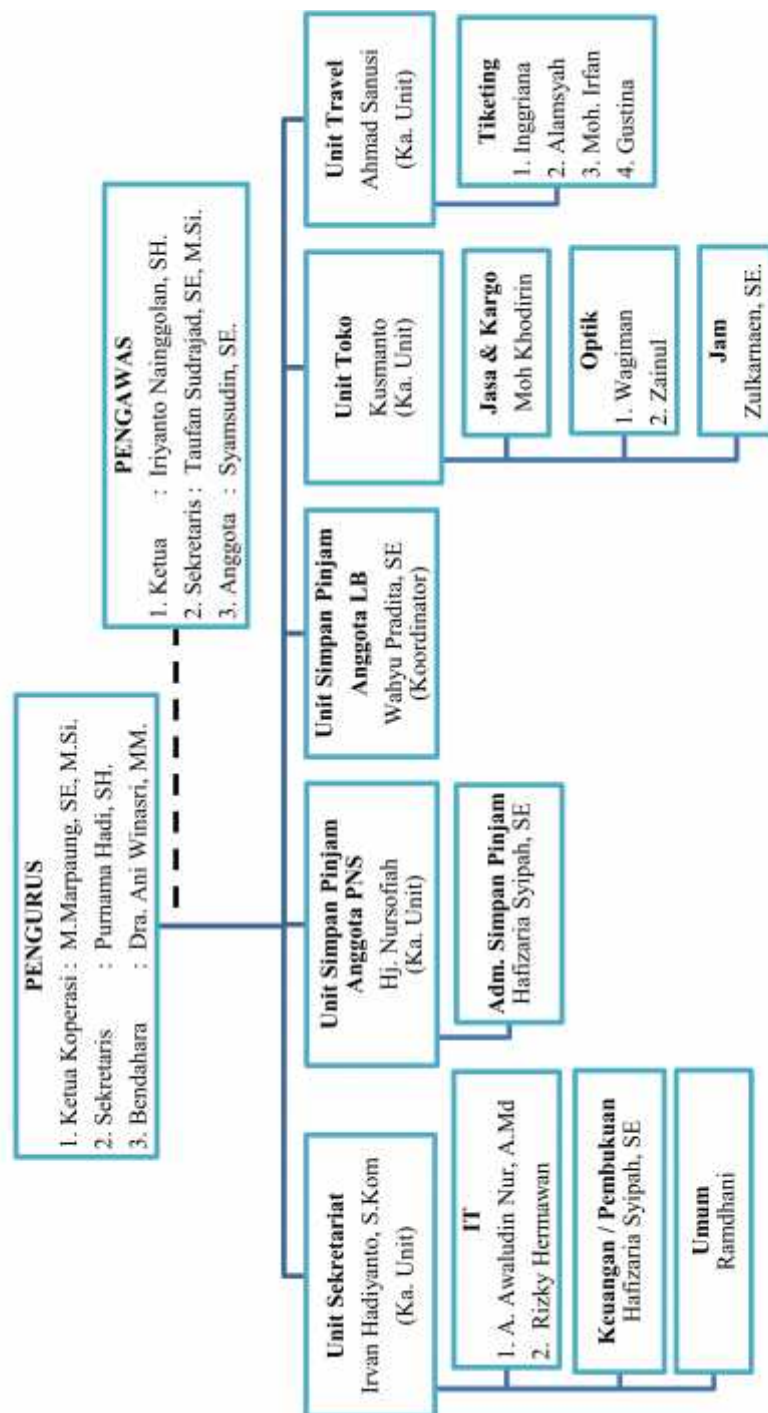 PENGURUS
1. Ketua Koperasi : M.Marpaung, SE, M.Si.
2. Sekretaris : Purnama Hadi, SH.
3. Bendahara : Dra. Ani Winasri, MM.
PENGAWAS
1. Ketua : Iriyanto Nainggolan, SH.
2. Sekretaris : Taufan Sudrajad, SE, M.Si.
3. Anggota : Syamsudin, SE.
Unit Sekretariat
Irvan Hadiyanto, S.Kom
(Ka. Unit)
IT
1. A. Awaludin Nur, A.Md
2. Rizky Hermawan
Keuangan / Pembukuan
Hafizaria Syipah, SE
Umum
Ramdhani
Unit Simpan Pinjam
Anggota PNS
Hj. Nursofiah
(Ka. Unit)
Adm. Simpan Pinjam
Hafizaria Syipah, SE
Unit Simpan Pinjam
Anggota LB
Wahyu Pradita, SE
(Koordinator)
Unit Toko
Kusmanto
(Ka. Unit)
Jasa & Kargo
Moh Khodirin
Optik
1. Wagiman
2. Zainul
Jam
Zulkarnaen, SE.
Unit Travel
Ahmad Sanusi
(Ka. Unit)
Tiketing
1. Inggriana
2. Alamsyah
3. Moh. Irfan
4. Gustina